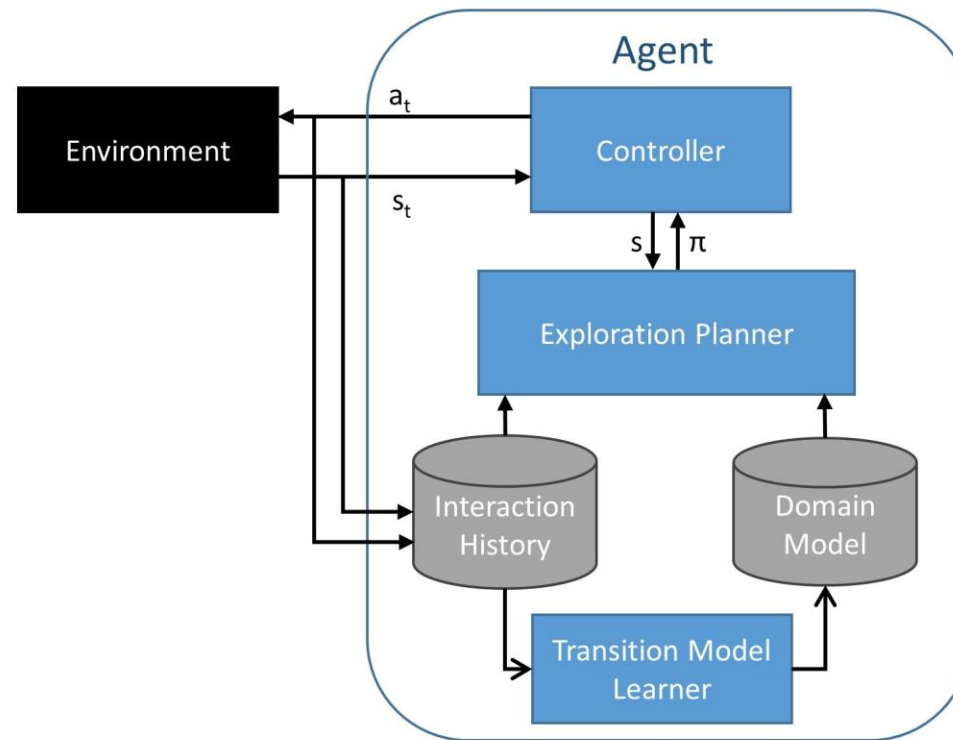 Agent
a_t
Environment
Controller
s_t
s
π
Exploration Planner
Interaction
History
Domain
Model
Transition Model
Learner